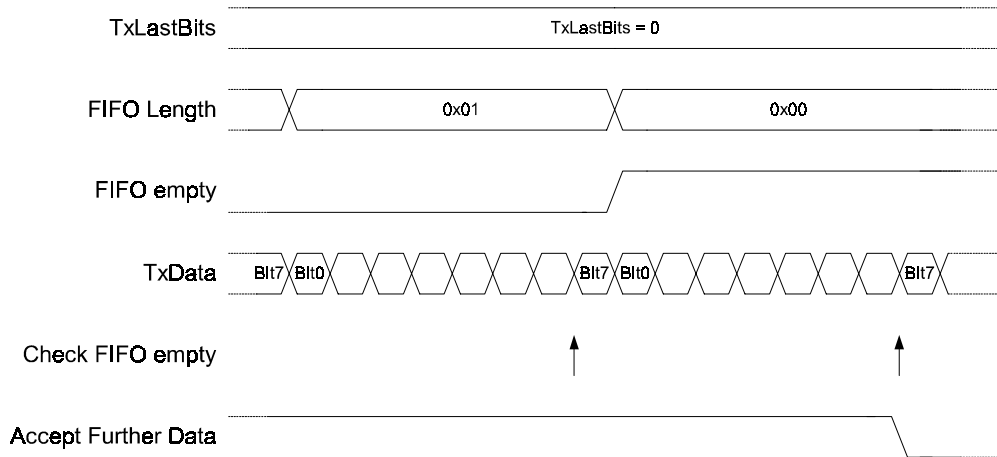 TxLastBits
TxLastBits = 0
FIFO Length
0x01
0x00
FIFO empty
TxData
BIt7
BIt0
BIt7
BIt0
BIt7
Check FIFO empty
Accept Further Data